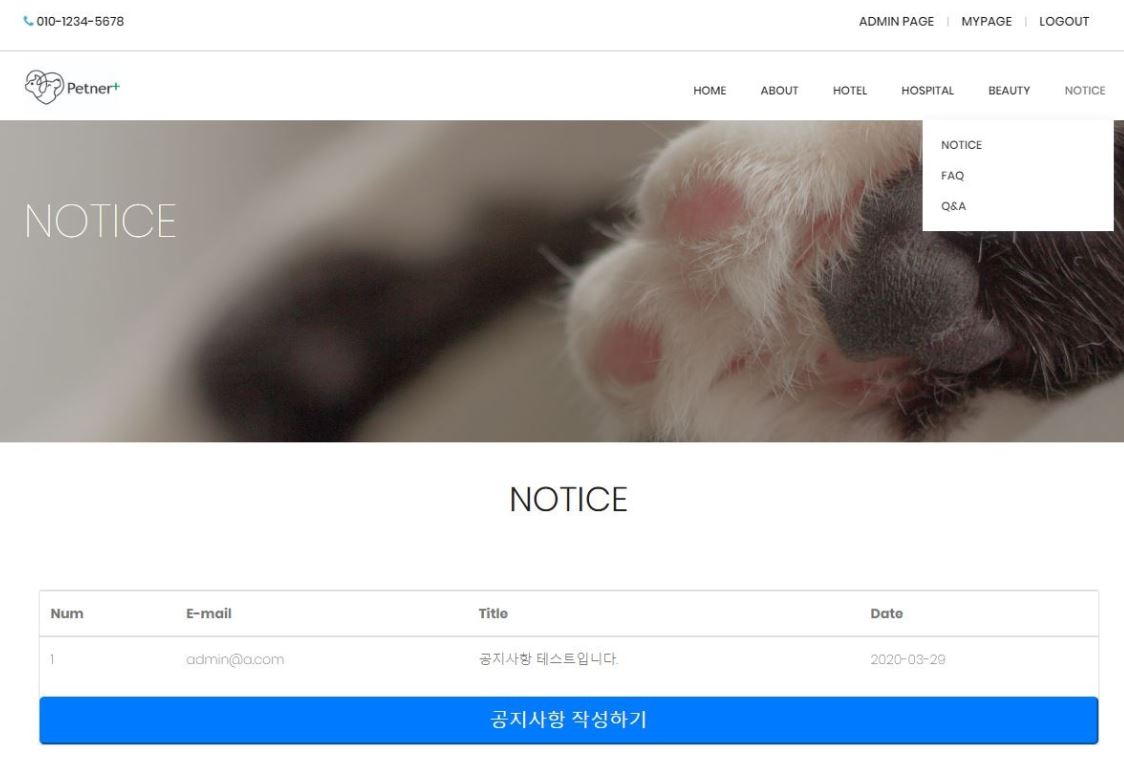 010-1234-5678 ADMIN PAGE | MYPAGE | LOGOUT
Petner+ HOME ABOUT HOTEL HOSPITAL BEAUTY NOTICE
NOTICE
FAQ
Q&A
NOTICE
NOTICE
Num E-mail Title Date
1 admin@a.com 공지사항 테스트입니다. 2020-03-29
공지사항 작성하기